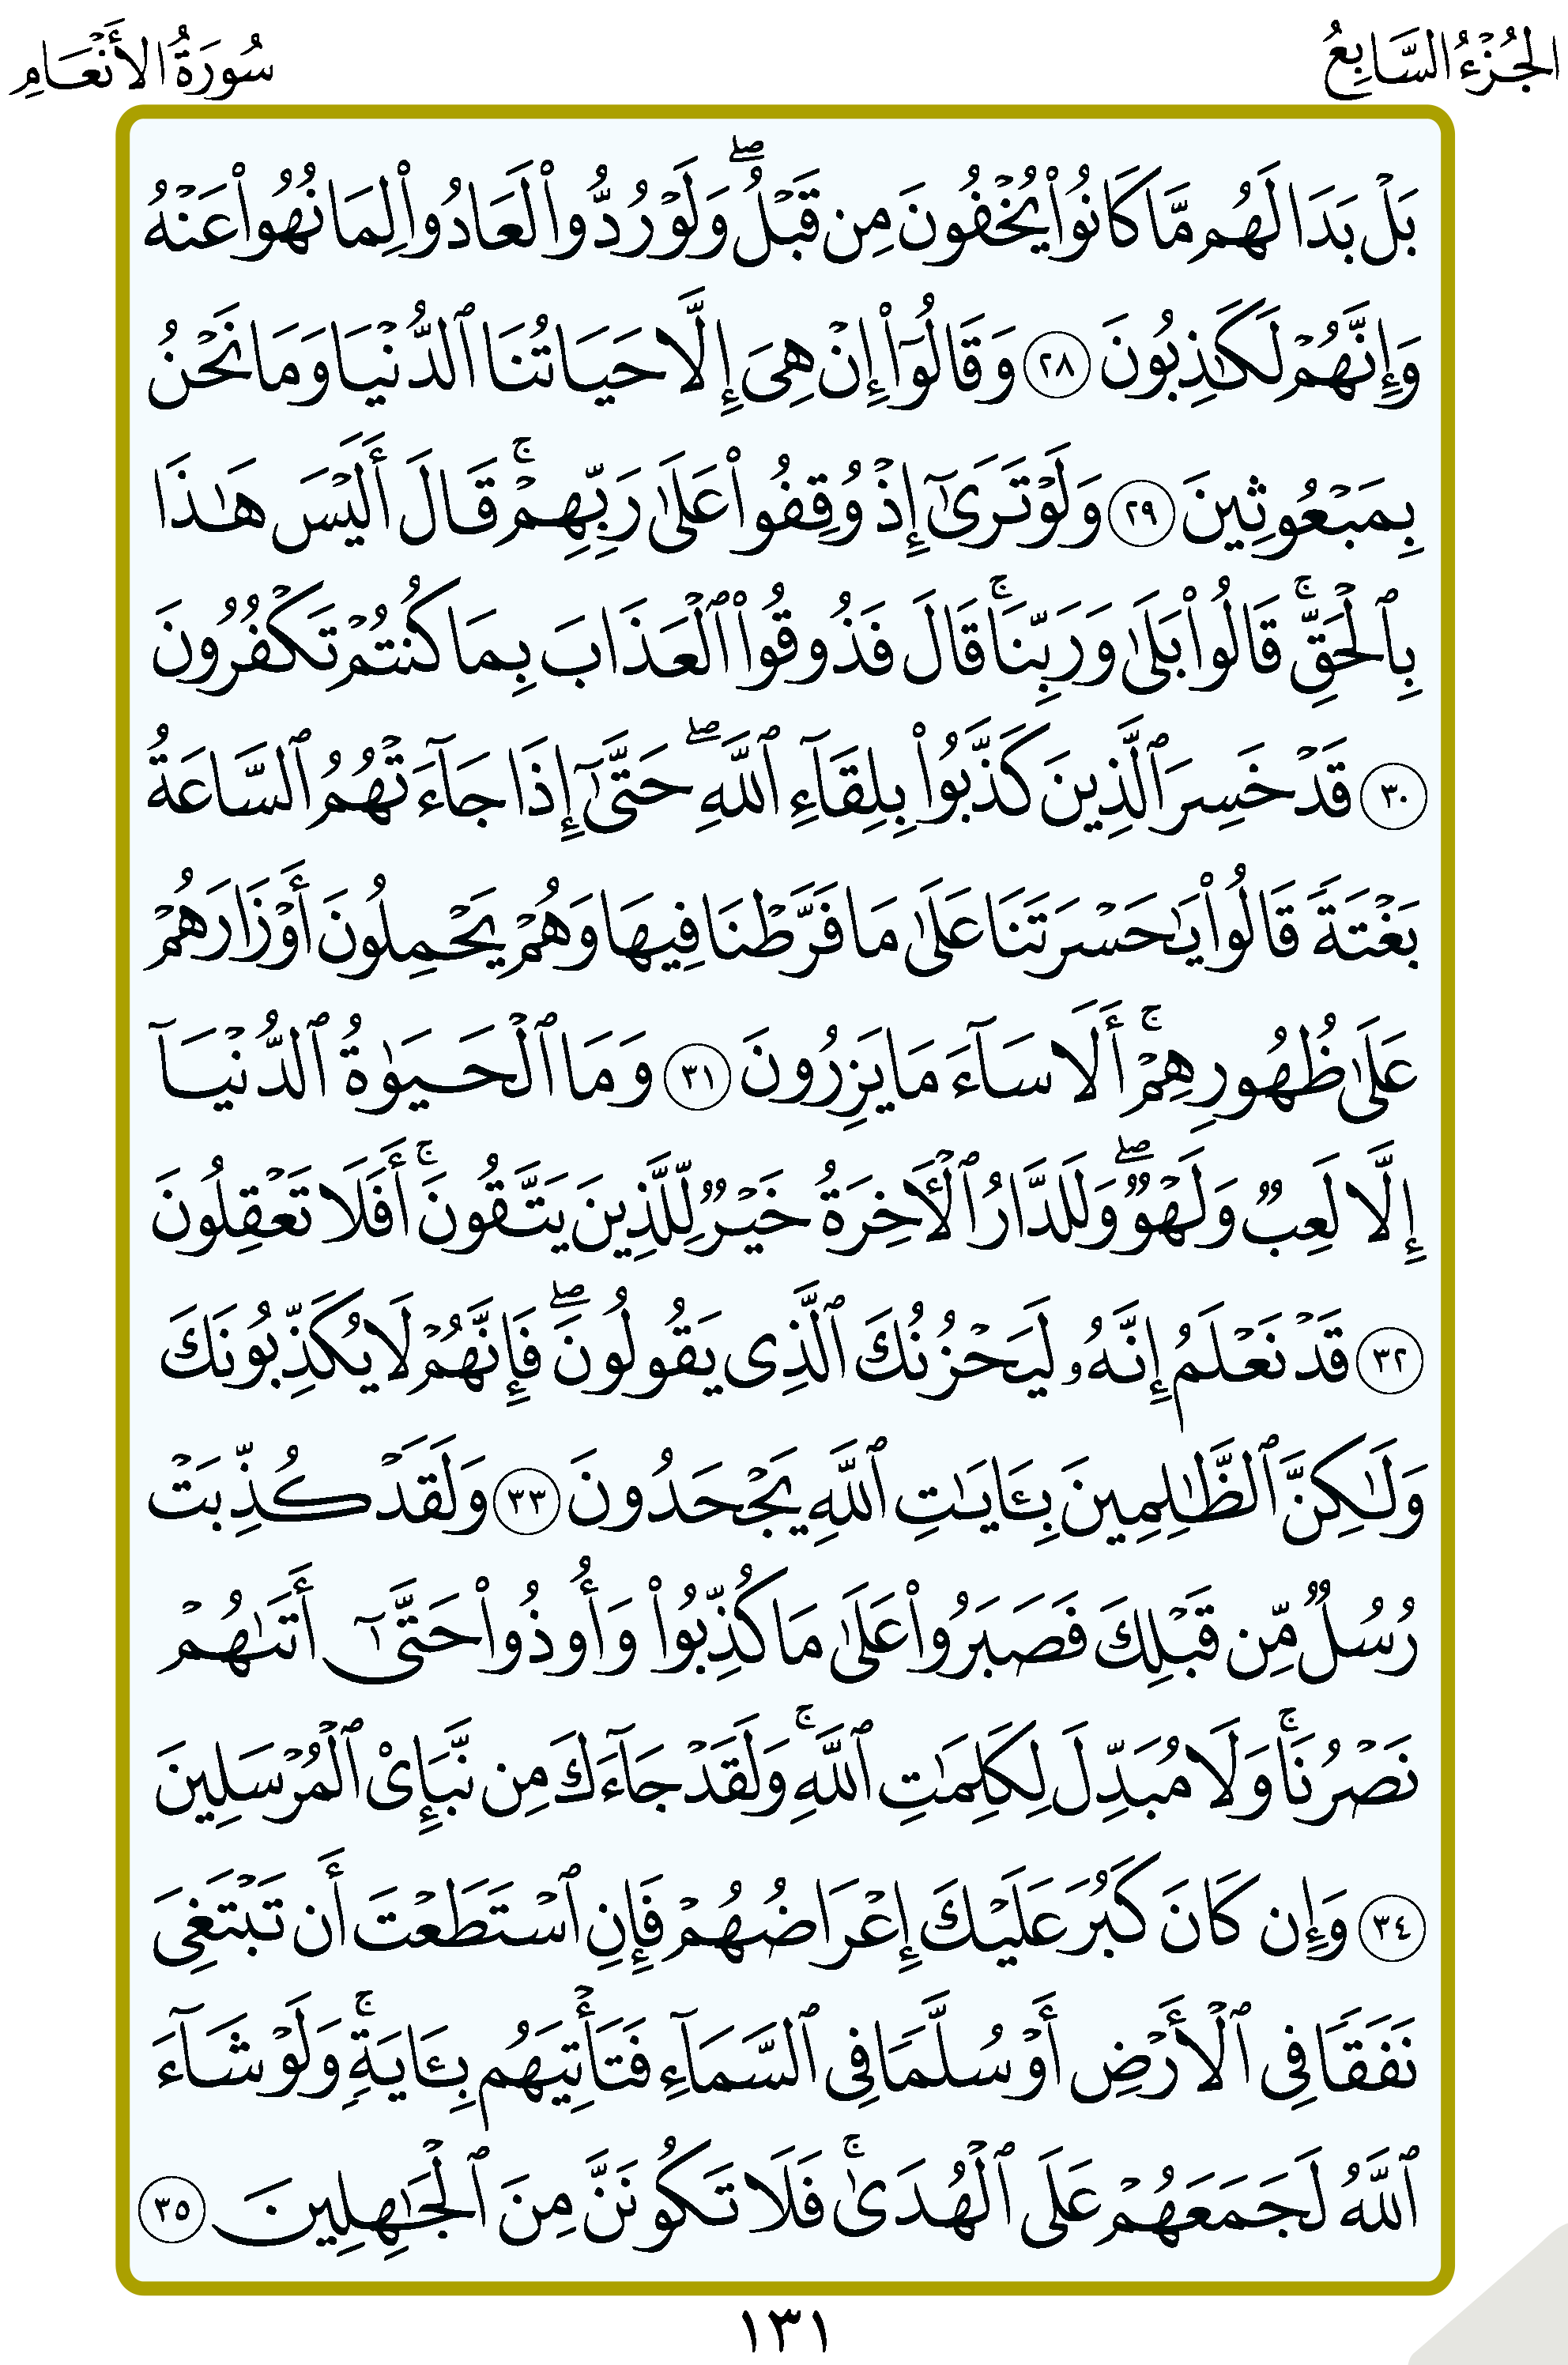 الجُزْءُ السَّابِعُ
سُورَةُ الأَنْعَامِ
بَلْ بَدَا لَهُم مَّا كَانُوا۟ يُخْفُونَ مِن قَبْلُ ۖ وَلَوْ رُدُّوا۟ لَعَادُوا۟ لِمَا نُهُوا۟ عَنْهُ
وَإِنَّهُمْ لَكَـٰذِبُونَ ٢٨ وَقَالُوٓا۟ إِنْ هِىَ إِلَّا حَيَاتُنَا ٱلدُّنْيَا وَمَا نَحْنُ
بِمَبْعُوثِينَ ٢٩ وَلَوْ تَرَىٰٓ إِذْ وُقِفُوا۟ عَلَىٰ رَبِّهِمْ ۚ قَالَ أَلَيْسَ هَـٰذَا
بِٱلْحَقِّ ۚ قَالُوا۟ بَلَىٰ وَرَبِّنَا ۚ قَالَ فَذُوقُوا۟ ٱلْعَذَابَ بِمَا كُنتُمْ تَكْفُرُونَ
٣٠ قَدْ خَسِرَ ٱلَّذِينَ كَذَّبُوا۟ بِلِقَآءِ ٱللَّهِ ۖ حَتَّىٰٓ إِذَا جَآءَتْهُمُ ٱلسَّاعَةُ
بَغْتَةً قَالُوا۟ يَـٰحَسْرَتَنَا عَلَىٰ مَا فَرَّطْنَا فِيهَا وَهُمْ يَحْمِلُونَ أَوْزَارَهُمْ
عَلَىٰ ظُهُورِهِمْ ۚ أَلَا سَآءَ مَا يَزِرُونَ ٣١ وَمَا ٱلْحَيَوٰةُ ٱلدُّنْيَآ
إِلَّا لَعِبٌ وَلَهْوٌ ۖ وَلَلدَّارُ ٱلْـَٔاخِرَةُ خَيْرٌ لِّلَّذِينَ يَتَّقُونَ ۚ أَفَلَا تَعْقِلُونَ
٣٢ قَدْ نَعْلَمُ إِنَّهُۥ لَيَحْزُنُكَ ٱلَّذِى يَقُولُونَ ۖ فَإِنَّهُمْ لَا يُكَذِّبُونَكَ
وَلَـٰكِنَّ ٱلظَّـٰلِمِينَ بِـَٔايَـٰتِ ٱللَّهِ يَجْحَدُونَ ٣٣ وَلَقَدْ كُذِّبَتْ
رُسُلٌ مِّن قَبْلِكَ فَصَبَرُوا۟ عَلَىٰ مَا كُذِّبُوا۟ وَأُوذُوا۟ حَتَّىٰٓ أَتَىٰهُمْ
نَصْرُنَا ۚ وَلَا مُبَدِّلَ لِكَلِمَـٰتِ ٱللَّهِ ۚ وَلَقَدْ جَآءَكَ مِن نَّبَإِى۟ ٱلْمُرْسَلِينَ
٣٤ وَإِن كَانَ كَبُرَ عَلَيْكَ إِعْرَاضُهُمْ فَإِنِ ٱسْتَطَعْتَ أَن تَبْتَغِىَ
نَفَقًا فِى ٱلْأَرْضِ أَوْ سُلَّمًا فِى ٱلسَّمَآءِ فَتَأْتِيَهُم بِـَٔايَةٍ ۚ وَلَوْ شَآءَ
ٱللَّهُ لَجَمَعَهُمْ عَلَى ٱلْهُدَىٰ ۚ فَلَا تَكُونَنَّ مِنَ ٱلْجَـٰهِلِينَ ٣٥
١٣١